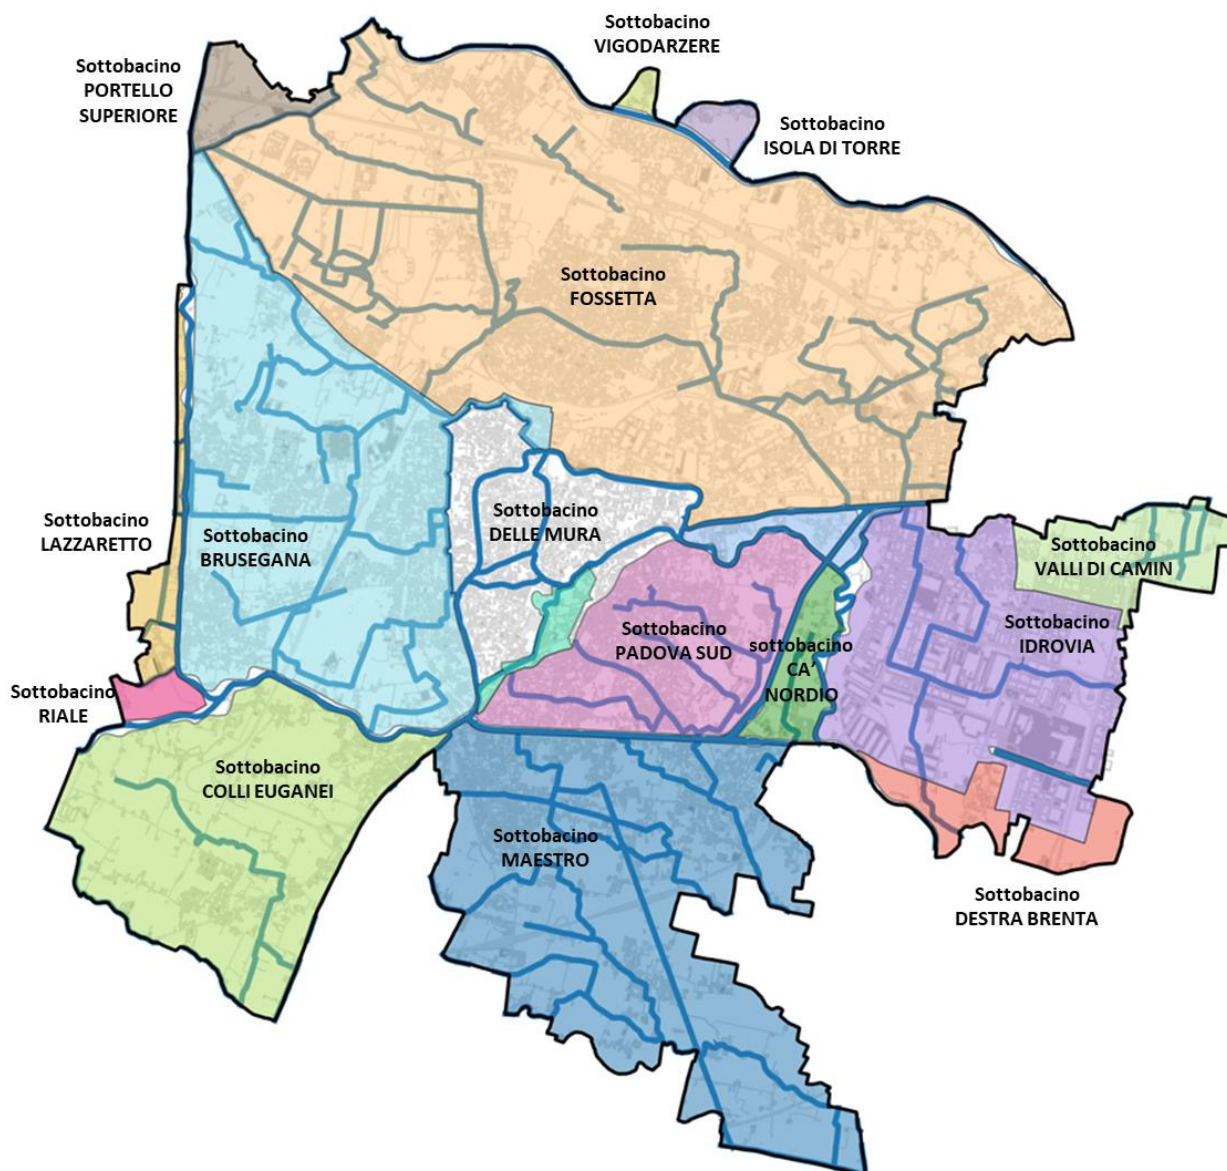 Sottobacino
VIGODARZERE
Sottobacino
PORTELLO
SUPERIORE
Sottobacino
ISOLA DI TORRE
Sottobacino
FOSSETTA
Sottobacino
LAZZARETTO
Sottobacino
BRUSEGANA
Sottobacino
DELLE MURA
Sottobacino
VALLI DI CAMIN
Sottobacino
PADOVA SUD
sottobacino
CA'
NORDIO
Sottobacino
IDROVIA
Sottobacino
RIALE
Sottobacino
COLLI EUGANEI
Sottobacino
MAESTRO
Sottobacino
DESTRA BRENTA